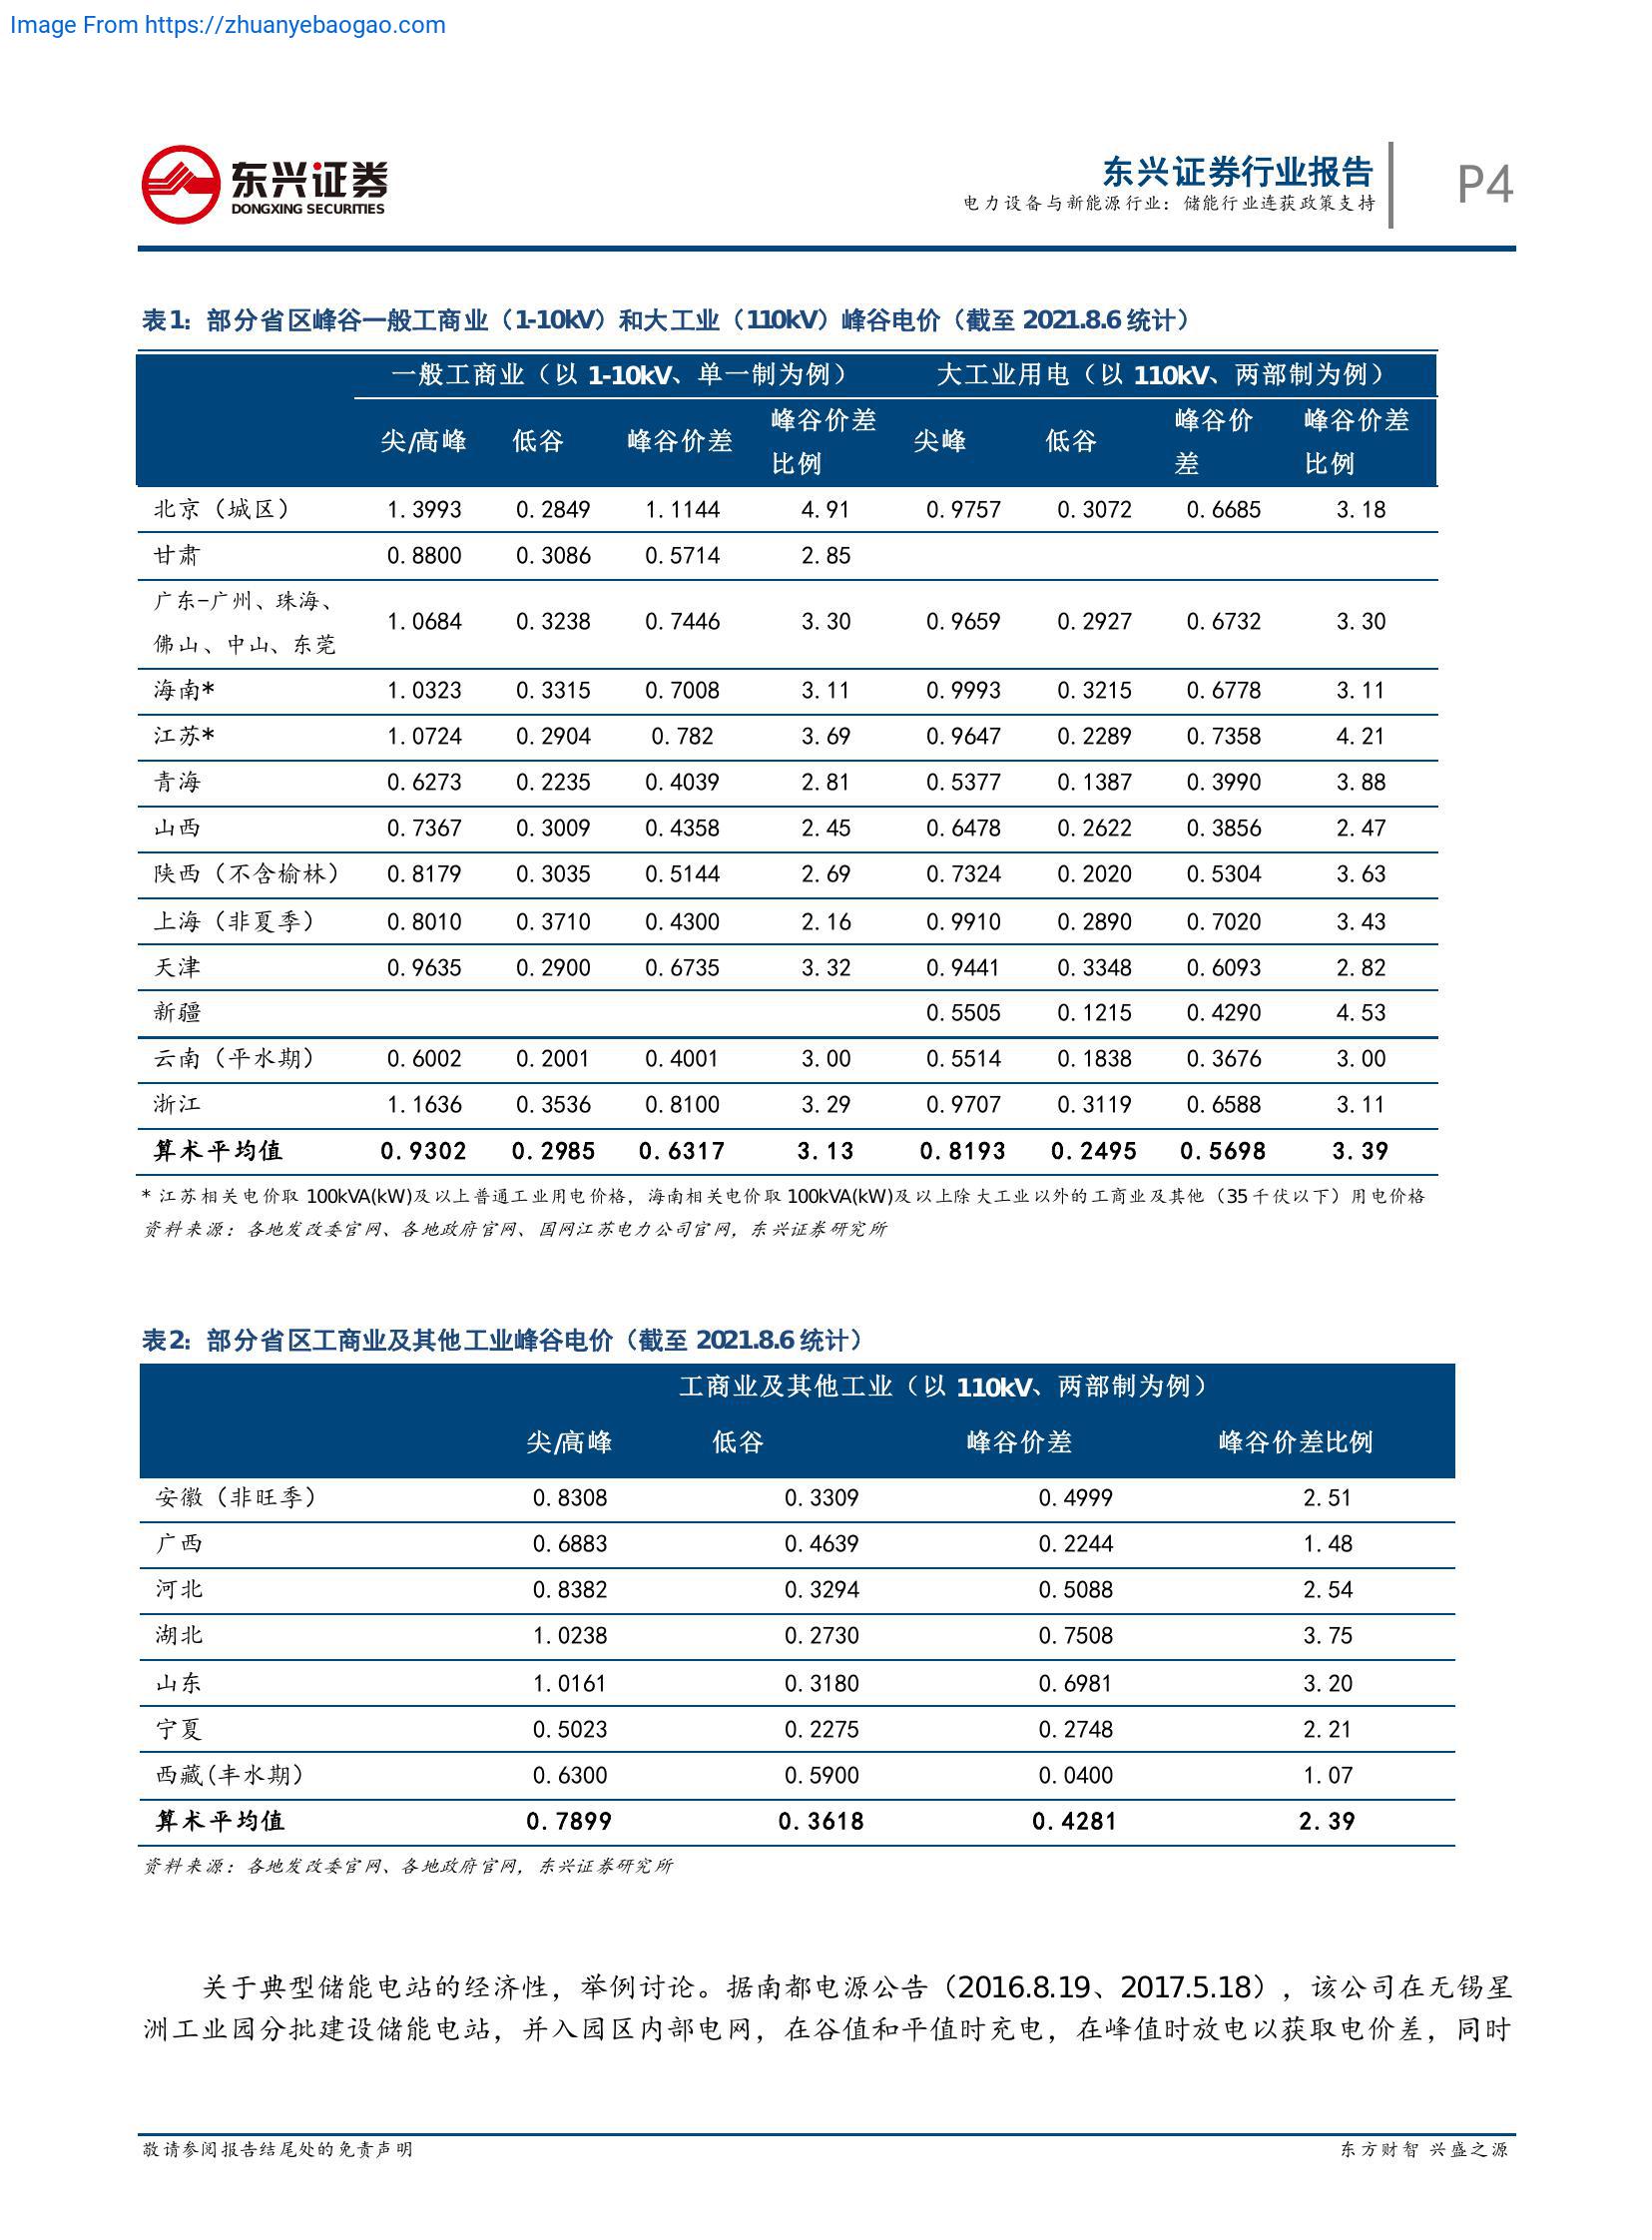 Image From https://zhuanyebaogao.com
东兴证券
DONGXING SECURITIES
东兴证券行业报告
电力设备与新能源行业：储能行业连获政策支持
P4
表1：部分省区峰谷一般工商业（1-10kV）和大工业（110kV）峰谷电价（截至 2021.8.6 统计）
一般工商业（以 1-10kV、单一制为例） 大工业用电（以 110kV、两部制为例）
尖/高峰 低谷 峰谷价差 峰谷价差比例 尖峰 低谷 峰谷价差 峰谷价差比例
北京（城区） 1.3993 0.2849 1.1144 4.91 0.9757 0.3072 0.6685 3.18
甘肃 0.8800 0.3086 0.5714 2.85
广东-广州、珠海、
佛山、中山、东莞 1.0684 0.3238 0.7446 3.30 0.9659 0.2927 0.6732 3.30
海南* 1.0323 0.3315 0.7008 3.11 0.9993 0.3215 0.6778 3.11
江苏* 1.0724 0.2904 0.782 3.69 0.9647 0.2289 0.7358 4.21
青海 0.6273 0.2235 0.4039 2.81 0.5377 0.1387 0.3990 3.88
山西 0.7367 0.3009 0.4358 2.45 0.6478 0.2622 0.3856 2.47
陕西（不含榆林） 0.8179 0.3035 0.5144 2.69 0.7324 0.2020 0.5304 3.63
上海（非夏季） 0.8010 0.3710 0.4300 2.16 0.9910 0.2890 0.7020 3.43
天津 0.9635 0.2900 0.6735 3.32 0.9441 0.3348 0.6093 2.82
新疆 0.5505 0.1215 0.4290 4.53
云南（平水期） 0.6002 0.2001 0.4001 3.00 0.5514 0.1838 0.3676 3.00
浙江 1.1636 0.3536 0.8100 3.29 0.9707 0.3119 0.6588 3.11
算术平均值 0.9302 0.2985 0.6317 3.13 0.8193 0.2495 0.5698 3.39
* 江苏相关电价取 100kVA(kW)及以上普通工业用电价格，海南相关电价取 100kVA(kW)及以上除大工业以外的工商业及其他（35 千伏以下）用电价格
资料来源：各地发改委官网、各地政府官网、国网江苏电力公司官网，东兴证券研究所
表2：部分省区工商业及其他工业峰谷电价（截至 2021.8.6 统计）
工商业及其他工业（以 110kV、两部制为例）
尖/高峰 低谷 峰谷价差 峰谷价差比例
安徽（非旺季） 0.8308 0.3309 0.4999 2.51
广西 0.6883 0.4639 0.2244 1.48
河北 0.8382 0.3294 0.5088 2.54
湖北 1.0238 0.2730 0.7508 3.75
山东 1.0161 0.3180 0.6981 3.20
宁夏 0.5023 0.2275 0.2748 2.21
西藏(丰水期） 0.6300 0.5900 0.0400 1.07
算术平均值 0.7899 0.3618 0.4281 2.39
资料来源：各地发改委官网、各地政府官网，东兴证券研究所
关于典型储能电站的经济性，举例讨论。据南都电源公告（2016.8.19、2017.5.18），该公司在无锡星
洲工业园分批建设储能电站，并入园区内部电网，在谷值和平值时充电，在峰值时放电以获取电价差，同时
敬请参阅报告结尾处的免责声明
东方财智 兴盛之源